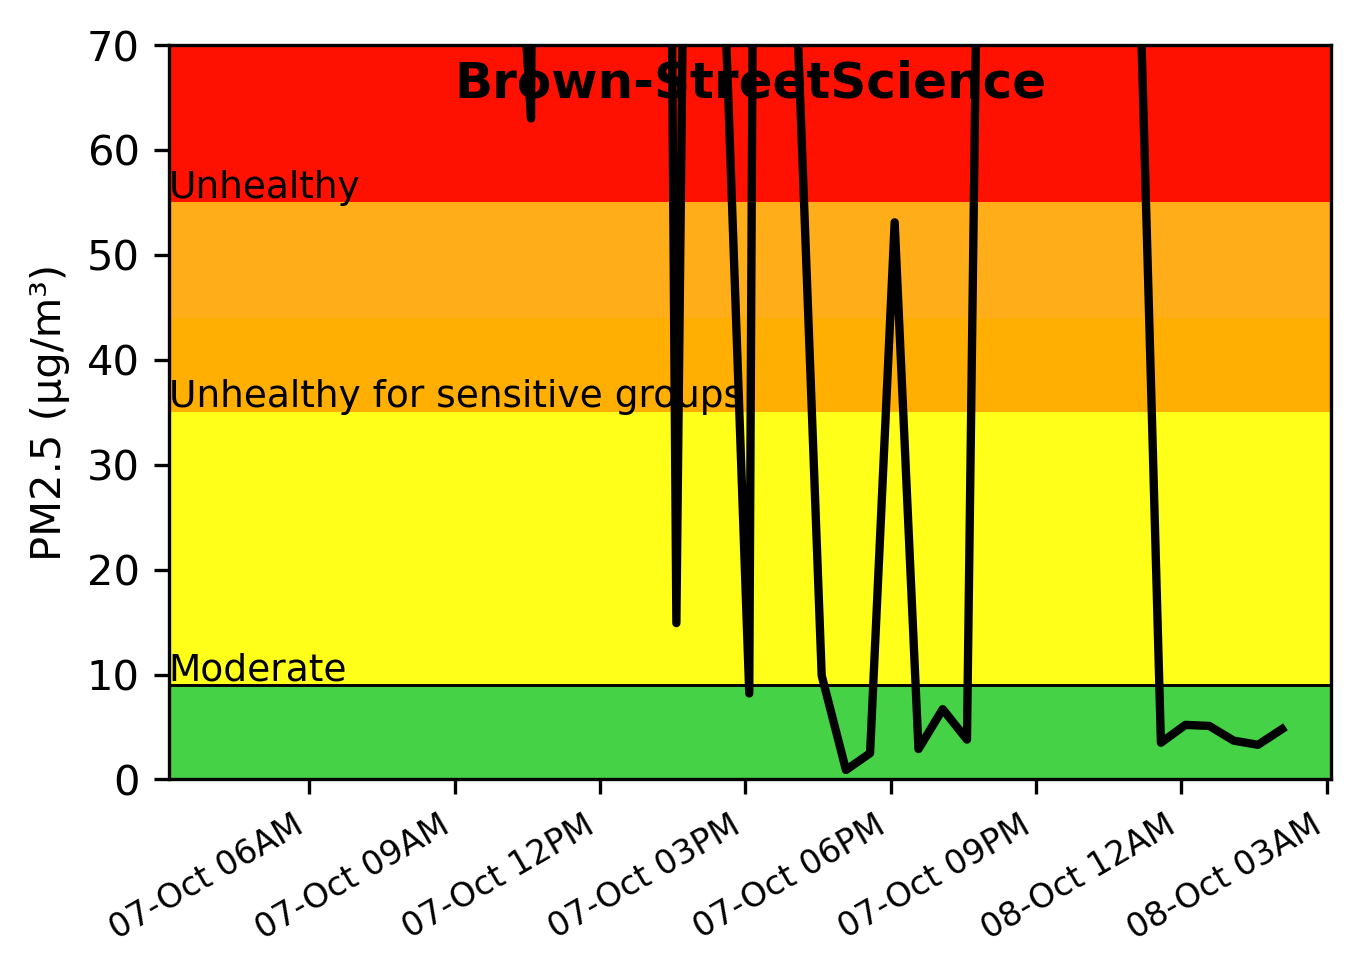 Brown-StreetScience
PM2.5 (µg/m³)
70
60
50
40
30
20
10
0
Unhealthy
Unhealthy for sensitive groups
Moderate
07-Oct 06AM
07-Oct 09AM
07-Oct 12PM
07-Oct 03PM
07-Oct 06PM
07-Oct 09PM
08-Oct 12AM
08-Oct 03AM